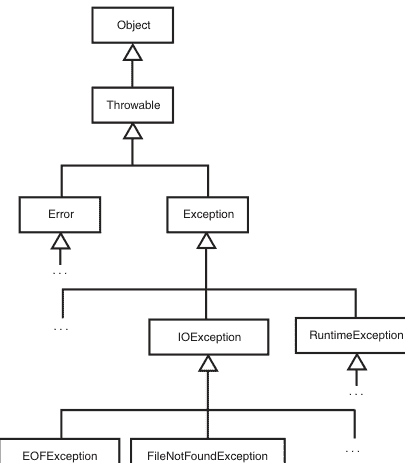 Object
Throwable
Error
Exception
...
...
IOException
RuntimeException
...
...
EOFException
FileNotFoundException